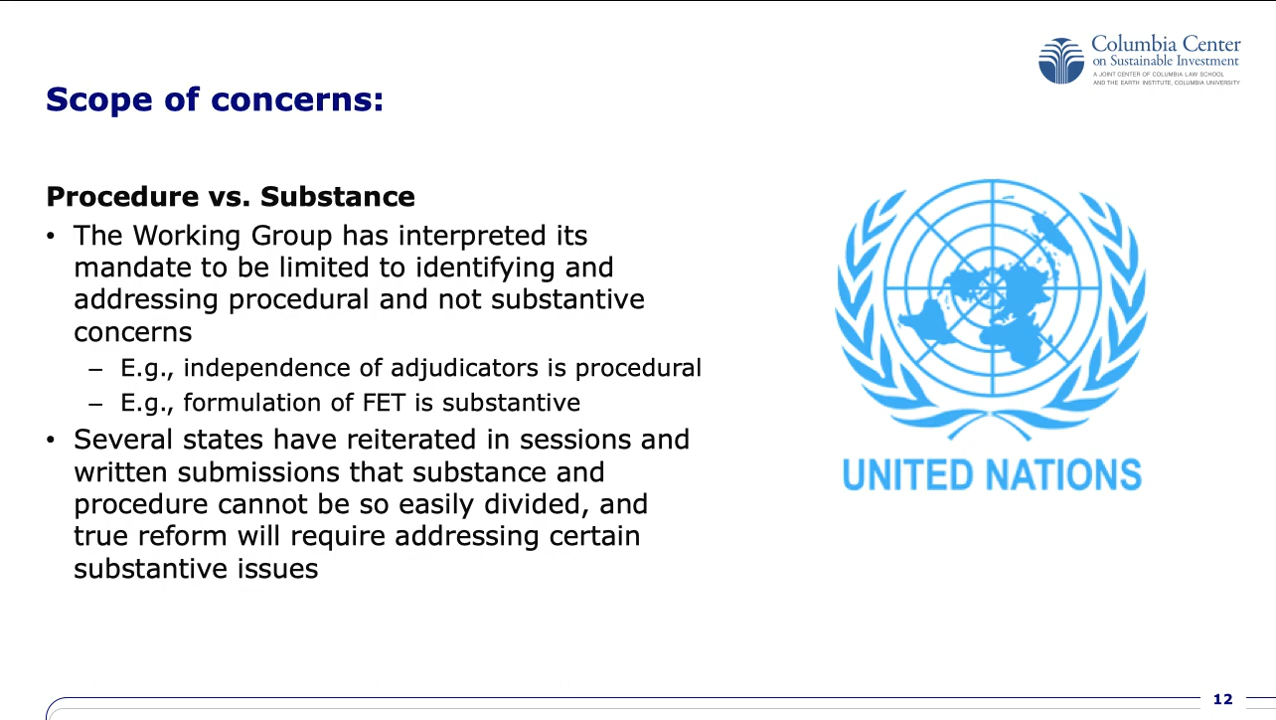 Columbia Center
on Sustainable Investment
A JOINT CENTER OF COLUMBIA LAW SCHOOL
AND THE EARTH INSTITUTE, COLUMBIA UNIVERSITY
Scope of concerns:
Procedure vs. Substance
• The Working Group has interpreted its
mandate to be limited to identifying and
addressing procedural and not substantive
concerns
– E.g., independence of adjudicators is procedural
– E.g., formulation of FET is substantive
• Several states have reiterated in sessions and
written submissions that substance and
procedure cannot be so easily divided, and
true reform will require addressing certain
substantive issues
UNITED NATIONS
12